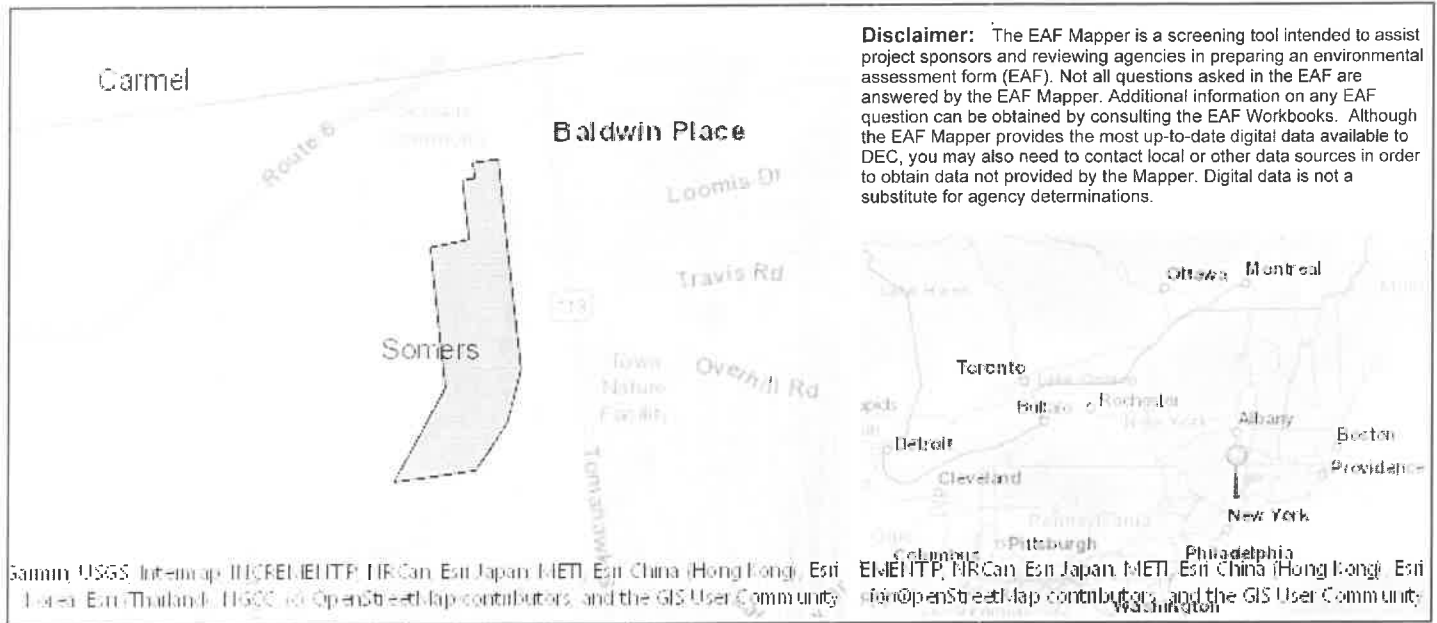 Disclaimer: The EAF Mapper is a screening tool intended to assist
project sponsors and reviewing agencies in preparing an environmental
assessment form (EAF). Not all questions asked in the EAF are
answered by the EAF Mapper. Additional information on any EAF
question can be obtained by consulting the EAF Workbooks. Although
the EAF Mapper provides the most up-to-date digital data available to
DEC, you may also need to contact local or other data sources in order
to obtain data not provided by the Mapper. Digital data is not a
substitute for agency determinations.
Carmel
Route 6
Baldwin Place
Loomis Dr
Travis Rd
Somers
Town
Nature
Facility
Overhill Rd
Ottawa
Montreal
Toronto
Rochester
Albany
Boston
Detroit
Providence
Cleveland
New York
Pennsylvania
Columbus
Pittsburgh
Philadelphia
Garmin, USGS, Intermap, INCREMENT P, NRCan, Esri Japan, METI, Esri China (Hong Kong), Esri
Korea, Esri (Thailand), NGCC, (c) OpenStreetMap contributors, and the GIS User Community
EMENT P, NRCan, Esri Japan, METI, Esri China (Hong Kong), Esri
OpenStreetMap contributors, and the GIS User Community
Washington